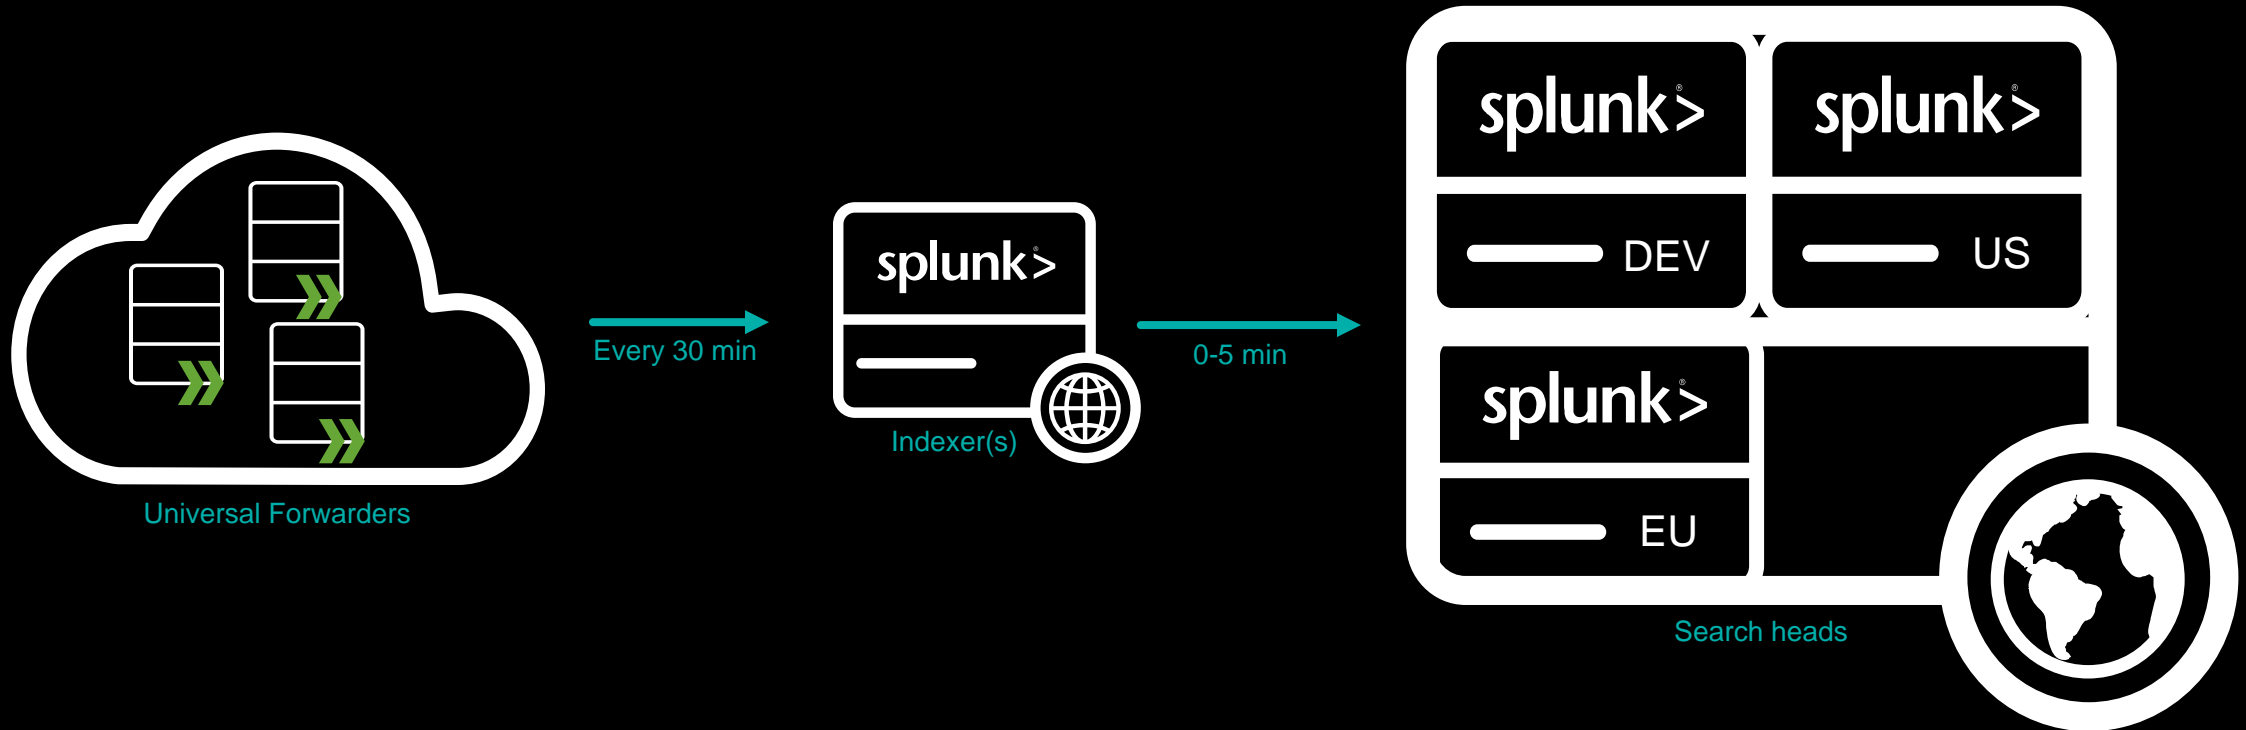 splunk>®
splunk>®
DEV
US
splunk>®
Every 30 min
Indexer(s)
0-5 min
splunk>®
EU
Universal Forwarders
Search heads